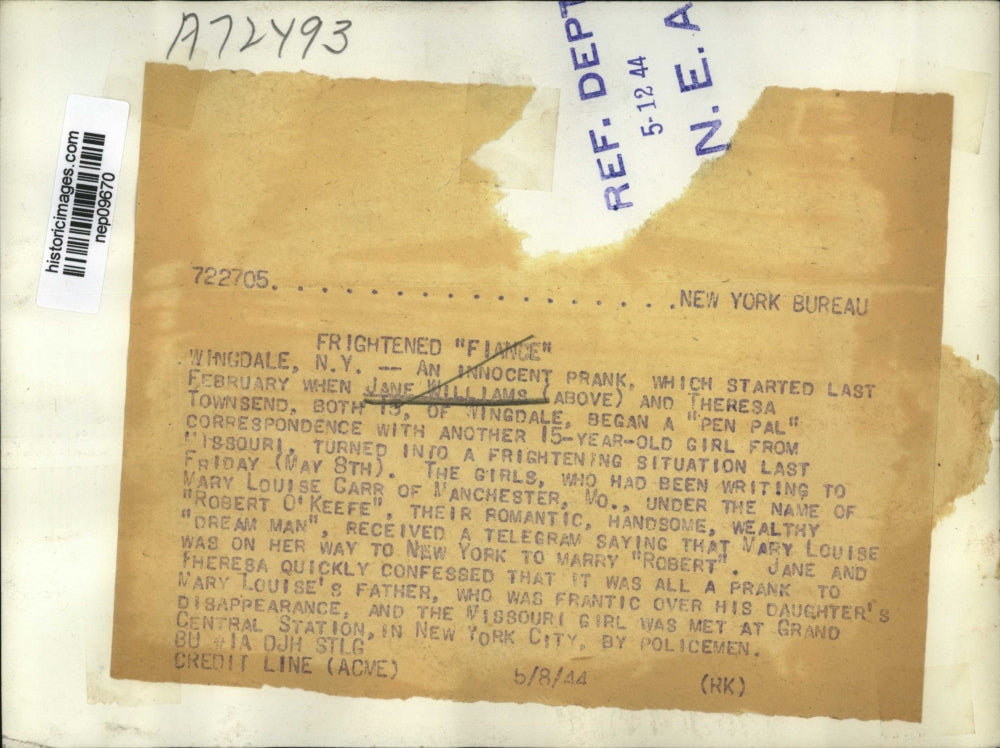 A72493
REF. DEPT
5-12 44
N. E. A
historicimages.com
nep09670
722705. . . . . . . . . . . . . . . . . . .NEW YORK BUREAU
FRIGHTENED "FIANCE"
WINGDALE, N.Y. -- AN INNOCENT PRANK, WHICH STARTED LAST
FEBRUARY WHEN JANE WILLIAMS (ABOVE) AND THERESA
TOWNSEND, BOTH 15, OF WINGDALE, BEGAN A "PEN PAL"
CORRESPONDENCE WITH ANOTHER 15-YEAR-OLD GIRL FROM
MISSOURI, TURNED INTO A FRIGHTENING SITUATION LAST
FRIDAY (MAY 8TH). THE GIRLS, WHO HAD BEEN WRITING TO
MARY LOUISE CARR OF MANCHESTER, MO., UNDER THE NAME OF
"ROBERT O'KEEFE", THEIR ROMANTIC, HANDSOME, WEALTHY
"DREAM MAN", RECEIVED A TELEGRAM SAYING THAT MARY LOUISE
WAS ON HER WAY TO NEW YORK TO MARRY "ROBERT". JANE AND
THERESA QUICKLY CONFESSED THAT IT WAS ALL A PRANK TO
MARY LOUISE'S FATHER, WHO WAS FRANTIC OVER HIS DAUGHTER'S
DISAPPEARANCE, AND THE MISSOURI GIRL WAS MET AT GRAND
CENTRAL STATION, IN NEW YORK CITY, BY POLICEMEN.
BU #1A OJH STLG
CREDIT LINE (ACME) 5/8/44 (RK)